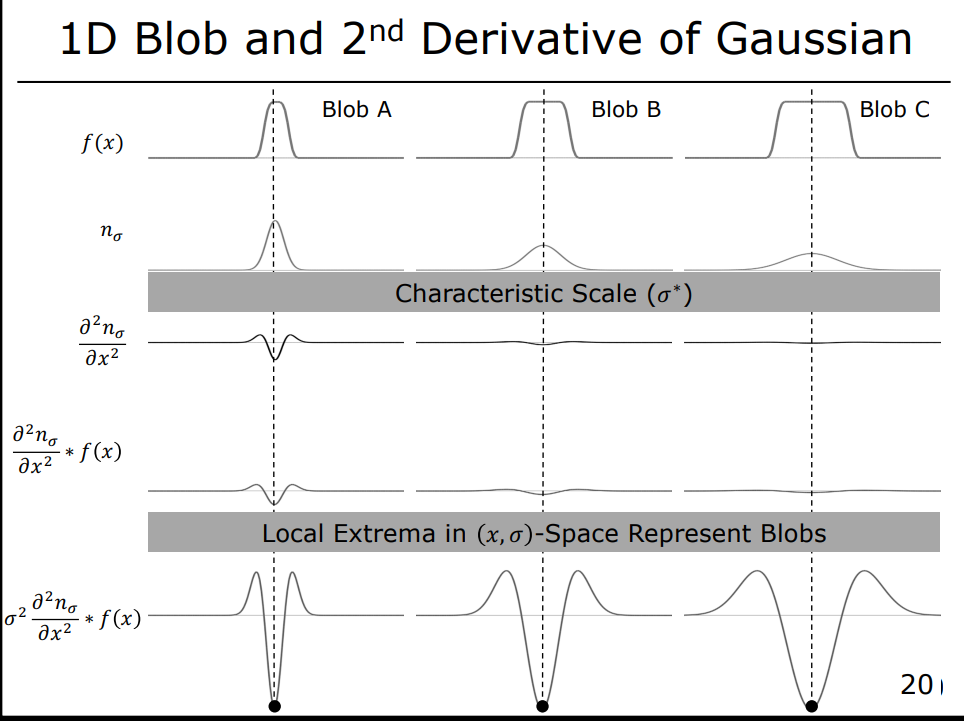 1D Blob and 2nd Derivative of Gaussian
Blob A
Blob B
Blob C
f(x)
n_σ
Characteristic Scale (σ*)
∂²n_σ
∂x²
∂²n_σ
∂x² * f(x)
Local Extrema in (x, σ)-Space Represent Blobs
σ² ∂²n_σ
∂x² * f(x)
20